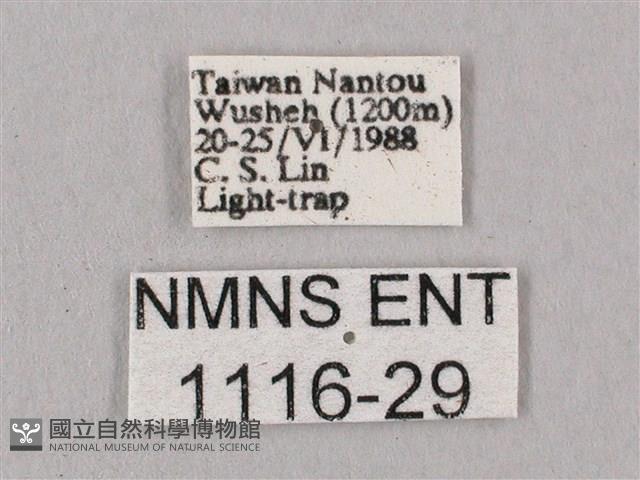 Taiwan Nantou
Wusheh (1200m)
20-25/VI/1988
C. S. Lin
Light-trap
NMNS ENT
1116-29
國立自然科學博物館
NATIONAL MUSEUM OF NATURAL SCIENCE